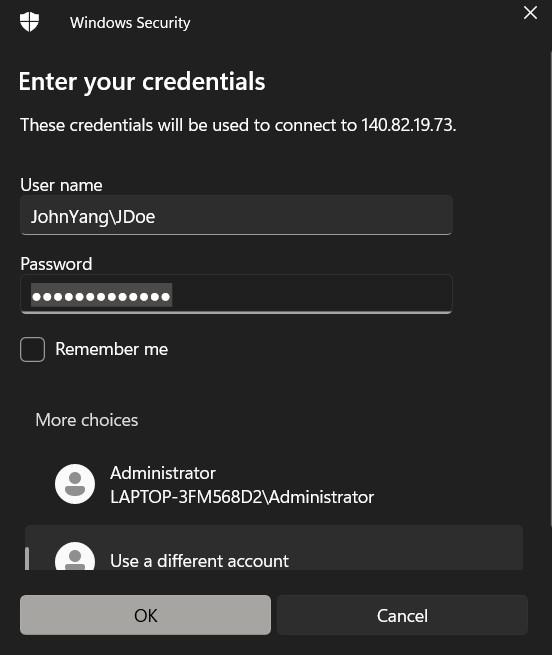 Windows Security
Enter your credentials
These credentials will be used to connect to 140.82.19.73.
User name
JohnYang\JDoe
Password
●●●●●●●●●●●●●
Remember me
More choices
Administrator
LAPTOP-3FM568D2\Administrator
Use a different account
OK
Cancel